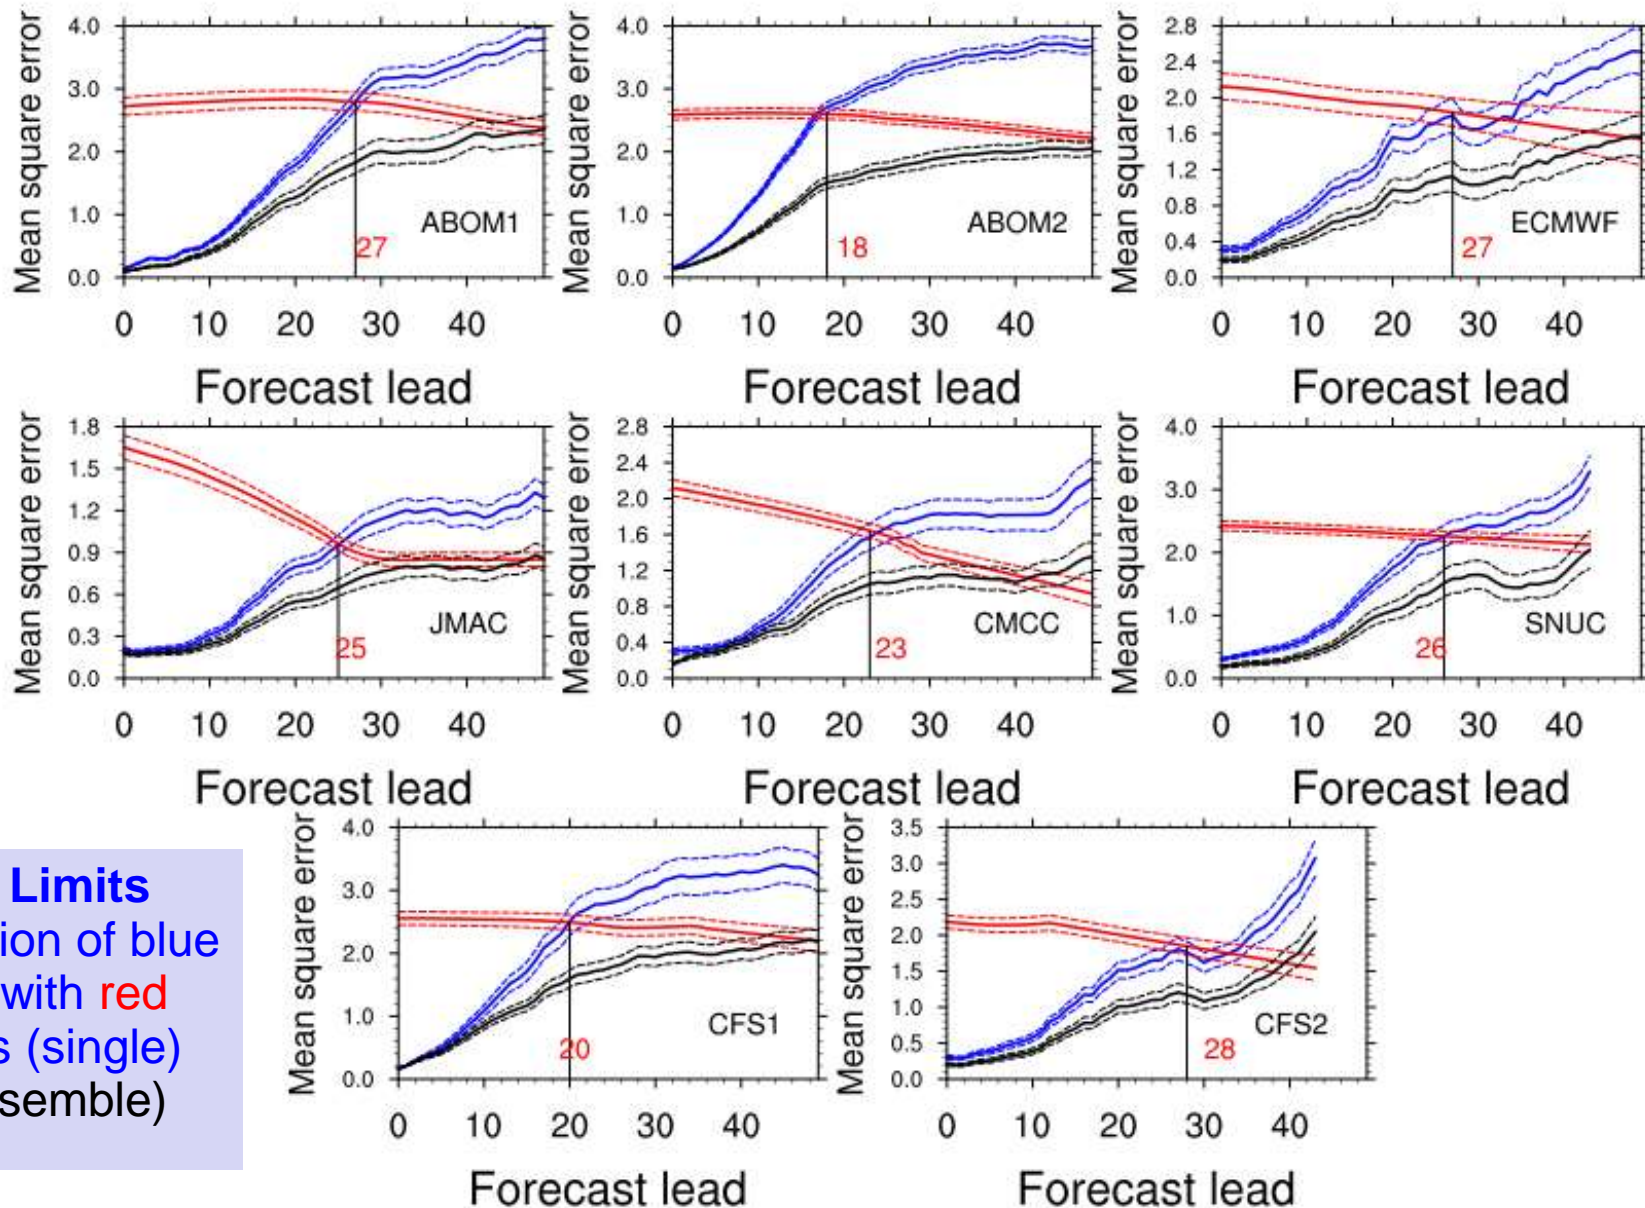 Mean square error
4.0
3.0
2.0
1.0
0.0
ABOM1
27
0 10 20 30 40
Forecast lead
Mean square error
4.0
3.0
2.0
1.0
0.0
ABOM2
18
0 10 20 30 40
Forecast lead
Mean square error
2.8
2.4
2.0
1.6
1.2
0.8
0.4
0.0
ECMWF
27
0 10 20 30 40
Forecast lead
Mean square error
1.8
1.5
1.2
0.9
0.6
0.3
0.0
JMAC
25
0 10 20 30 40
Forecast lead
Mean square error
2.8
2.4
2.0
1.6
1.2
0.8
0.4
0.0
CMCC
23
0 10 20 30 40
Forecast lead
Mean square error
4.0
3.0
2.0
1.0
0.0
SNUC
26
0 10 20 30 40
Forecast lead
Limits
tion of blue
with red
s (single)
semble)
Mean square error
4.0
3.0
2.0
1.0
0.0
CFS1
20
0 10 20 30 40
Forecast lead
Mean square error
3.5
3.0
2.5
2.0
1.5
1.0
0.5
0.0
CFS2
28
0 10 20 30 40
Forecast lead